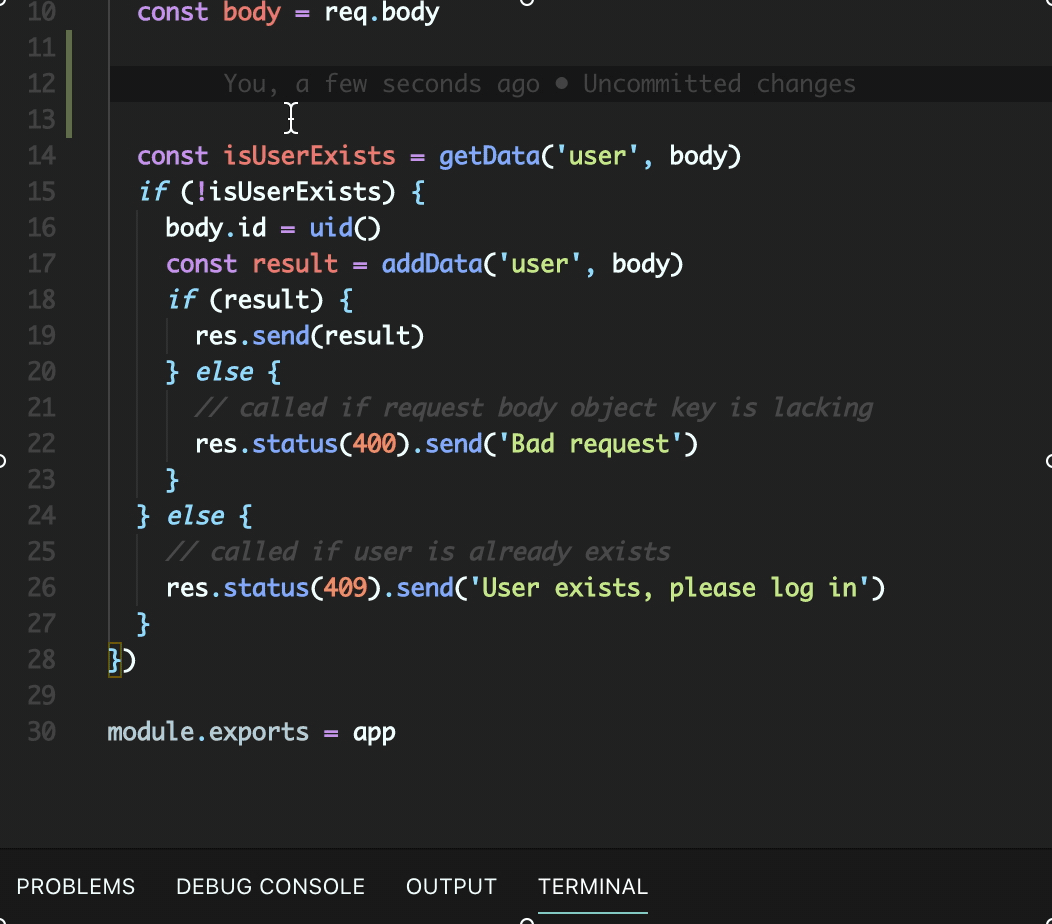 10 const body = req.body
11
12 You, a few seconds ago • Uncommitted changes
13
14 const isUserExists = getData('user', body)
15 if (!isUserExists) {
16 body.id = uid()
17 const result = addData('user', body)
18 if (result) {
19 res.send(result)
20 } else {
21 // called if request body object key is lacking
22 res.status(400).send('Bad request')
23 }
24 } else {
25 // called if user is already exists
26 res.status(409).send('User exists, please log in')
27 }
28 })
29
30 module.exports = app
PROBLEMS DEBUG CONSOLE OUTPUT TERMINAL